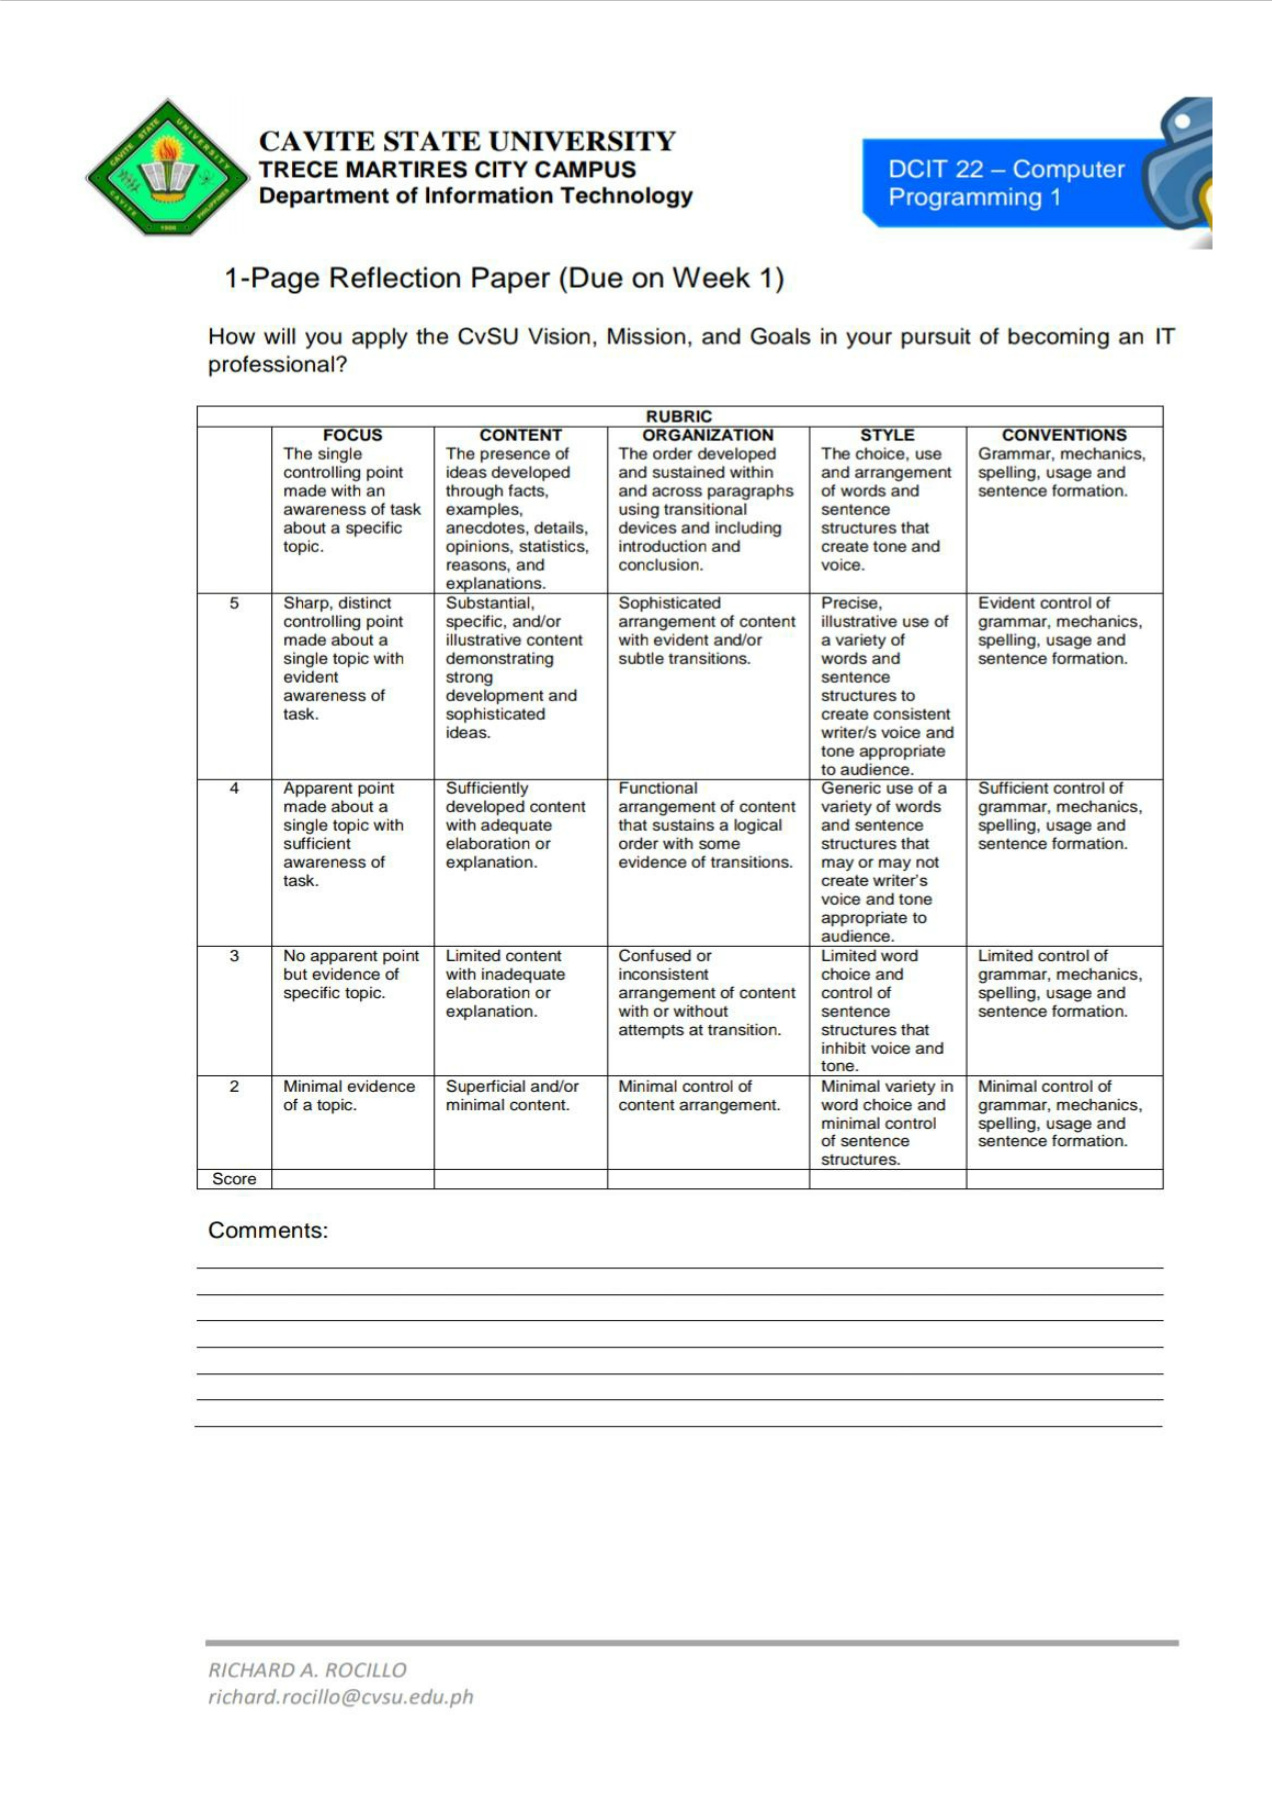 CAVITE STATE UNIVERSITY
TRECE MARTIRES CITY CAMPUS
Department of Information Technology
DCIT 22 – Computer
Programming 1
CAVITE STATE UNIVERSITY
CAVITE
1906
PHILIPPINES
1-Page Reflection Paper (Due on Week 1)
How will you apply the CvSU Vision, Mission, and Goals in your pursuit of becoming an IT
professional?
RUBRIC
FOCUS
The single
controlling point
made with an
awareness of task
about a specific
topic.
CONTENT
The presence of
ideas developed
through facts,
examples,
anecdotes, details,
opinions, statistics,
reasons, and
explanations.
ORGANIZATION
The order developed
and sustained within
and across paragraphs
using transitional
devices and including
introduction and
conclusion.
STYLE
The choice, use
and arrangement
of words and
sentence
structures that
create tone and
voice.
CONVENTIONS
Grammar, mechanics,
spelling, usage and
sentence formation.
5
Sharp, distinct
controlling point
made about a
single topic with
evident
awareness of
task.
Substantial,
specific, and/or
illustrative content
demonstrating
strong
development and
sophisticated
ideas.
Sophisticated
arrangement of content
with evident and/or
subtle transitions.
Precise,
illustrative use of
a variety of
words and
sentence
structures to
create consistent
writer/s voice and
tone appropriate
to audience.
Evident control of
grammar, mechanics,
spelling, usage and
sentence formation.
4
Apparent point
made about a
single topic with
sufficient
awareness of
task.
Sufficiently
developed content
with adequate
elaboration or
explanation.
Functional
arrangement of content
that sustains a logical
order with some
evidence of transitions.
Generic use of a
variety of words
and sentence
structures that
may or may not
create writer's
voice and tone
appropriate to
audience.
Sufficient control of
grammar, mechanics,
spelling, usage and
sentence formation.
3
No apparent point
but evidence of
specific topic.
Limited content
with inadequate
elaboration or
explanation.
Confused or
inconsistent
arrangement of content
with or without
attempts at transition.
Limited word
choice and
control of
sentence
structures that
inhibit voice and
tone.
Limited control of
grammar, mechanics,
spelling, usage and
sentence formation.
2
Minimal evidence
of a topic.
Superficial and/or
minimal content.
Minimal control of
content arrangement.
Minimal variety in
word choice and
minimal control
of sentence
structures.
Minimal control of
grammar, mechanics,
spelling, usage and
sentence formation.
Score
Comments:
RICHARD A. ROCILLO
richard.rocillo@cvsu.edu.ph